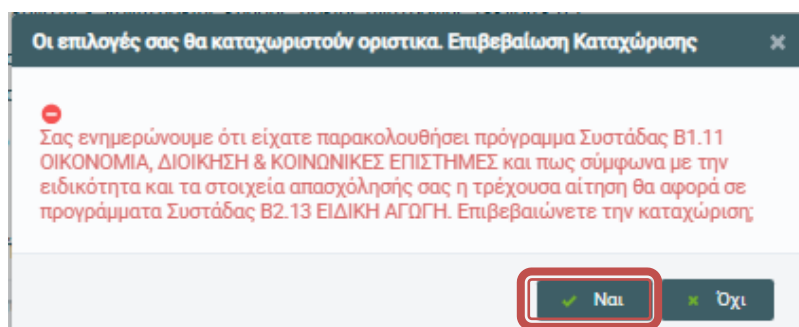 Οι επιλογές σας θα καταχωριστούν οριστικα. Επιβεβαίωση Καταχώρισης
Σας ενημερώνουμε ότι είχατε παρακολουθήσει πρόγραμμα Συστάδας Β1.11
ΟΙΚΟΝΟΜΙΑ, ΔΙΟΙΚΗΣΗ & ΚΟΙΝΩΝΙΚΕΣ ΕΠΙΣΤΗΜΕΣ και πως σύμφωνα με την
ειδικότητα και τα στοιχεία απασχόλησής σας η τρέχουσα αίτηση θα αφορά σε
προγράμματα Συστάδας Β2.13 ΕΙΔΙΚΗ ΑΓΩΓΗ. Επιβεβαιώνετε την καταχώριση;
Ναι Όχι